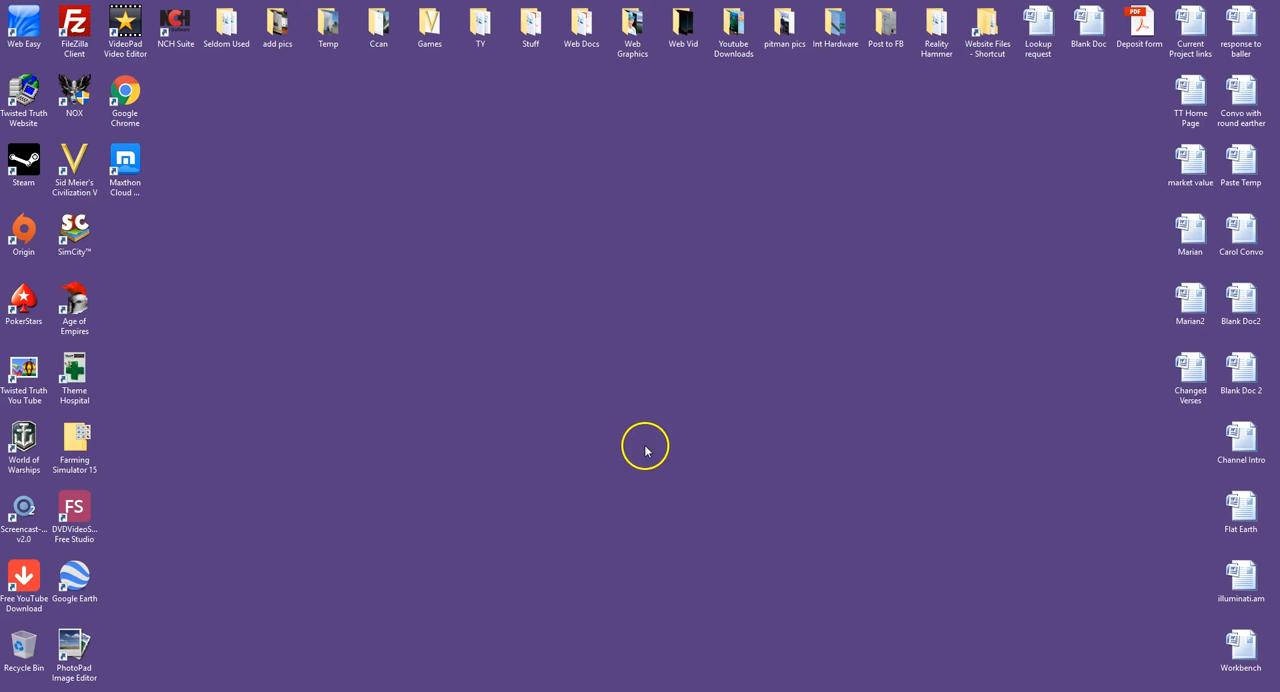 Web Easy
FileZilla
Client
VideoPad
Video Editor
NCH
Software
NCH Suite
Seldom Used
add pics
Temp
Ccan
V
Games
TY
Stuff
Web Docs
Web
Graphics
Web Vid
Youtube
Downloads
pitman pics
Int Hardware
Post to FB
Reality
Hammer
Website Files
- Shortcut
Lookup
request
Blank Doc
PDF
Deposit form
Current
Project links
response to
baller
Twisted Truth
Website
NOX
Google
Chrome
TT Home
Page
Convo with
round earther
Steam
V
Sid Meier's
Civilization V
Maxthon
Cloud ...
market value
Paste Temp
Origin
SC
SimCity™
Marian
Carol Convo
PokerStars
Age of
Empires
Marian2
Blank Doc2
Twisted Truth
You Tube
Theme
Hospital
Changed
Verses
Blank Doc 2
World of
Warships
Farming
Simulator 15
Channel Intro
2
Screencast-...
v2.0
FS
DVDVideoS...
Free Studio
Flat Earth
Free YouTube
Download
Google Earth
illuminati.am
Recycle Bin
PhotoPad
Image Editor
Workbench